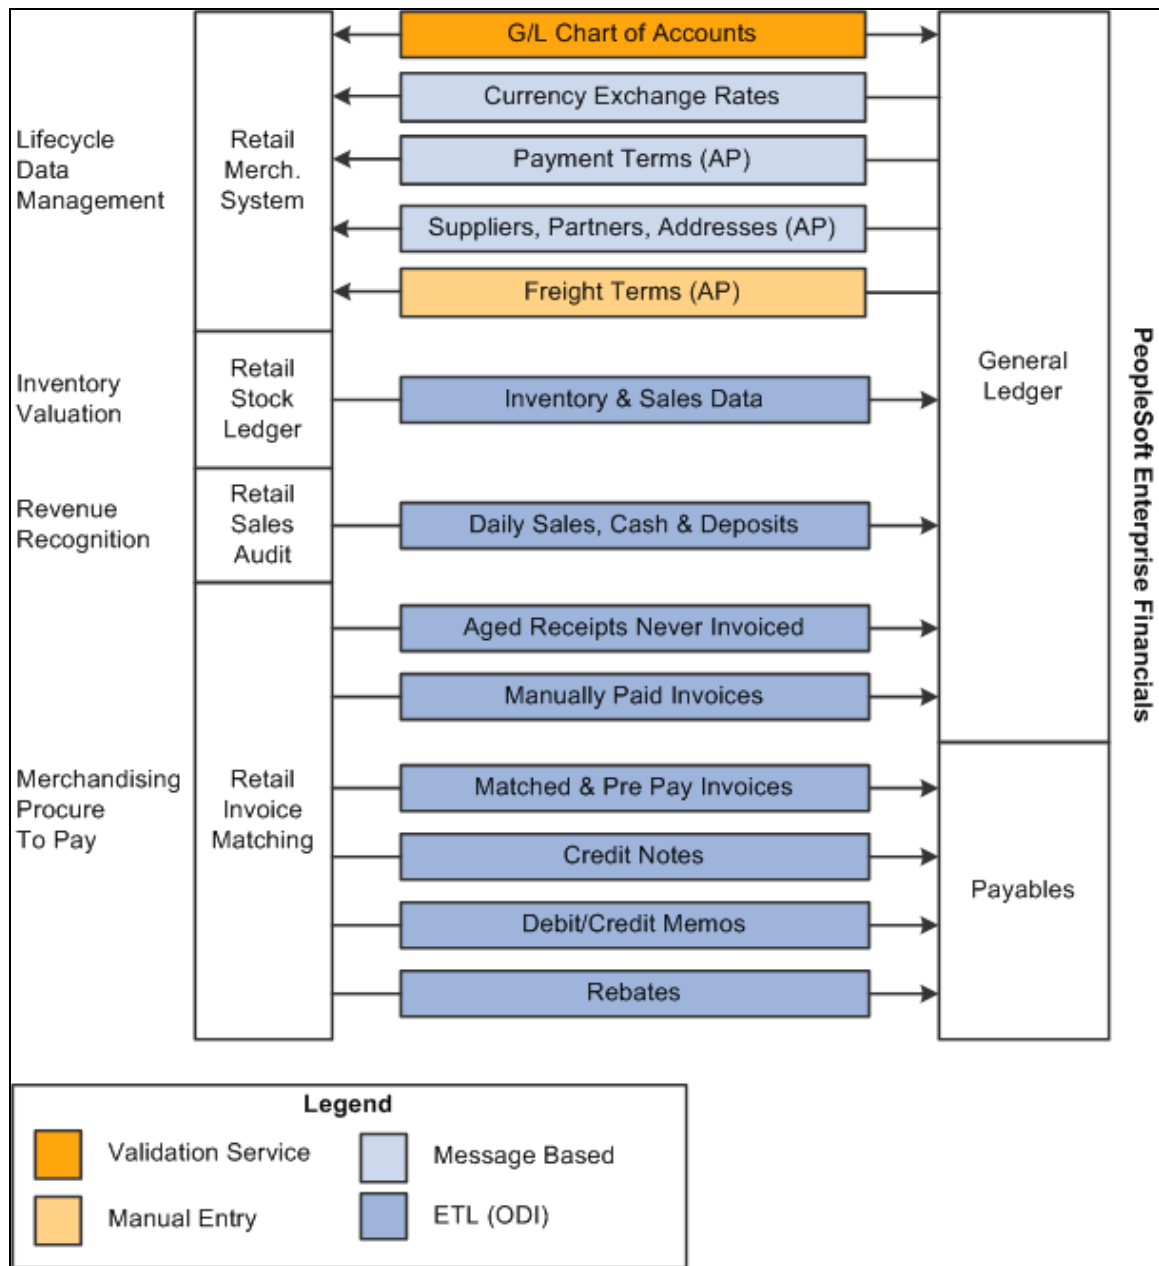 G/L Chart of Accounts
Currency Exchange Rates
Payment Terms (AP)
Suppliers, Partners, Addresses (AP)
Freight Terms (AP)
Lifecycle
Data
Management
Retail
Merch.
System
Inventory
Valuation
Retail
Stock
Ledger
Inventory & Sales Data
General
Ledger
PeopleSoft Enterprise Financials
Revenue
Recognition
Retail
Sales
Audit
Daily Sales, Cash & Deposits
Aged Receipts Never Invoiced
Manually Paid Invoices
Merchandising
Procure
To Pay
Retail
Invoice
Matching
Matched & Pre Pay Invoices
Credit Notes
Debit/Credit Memos
Rebates
Payables
Legend
Validation Service
Message Based
Manual Entry
ETL (ODI)